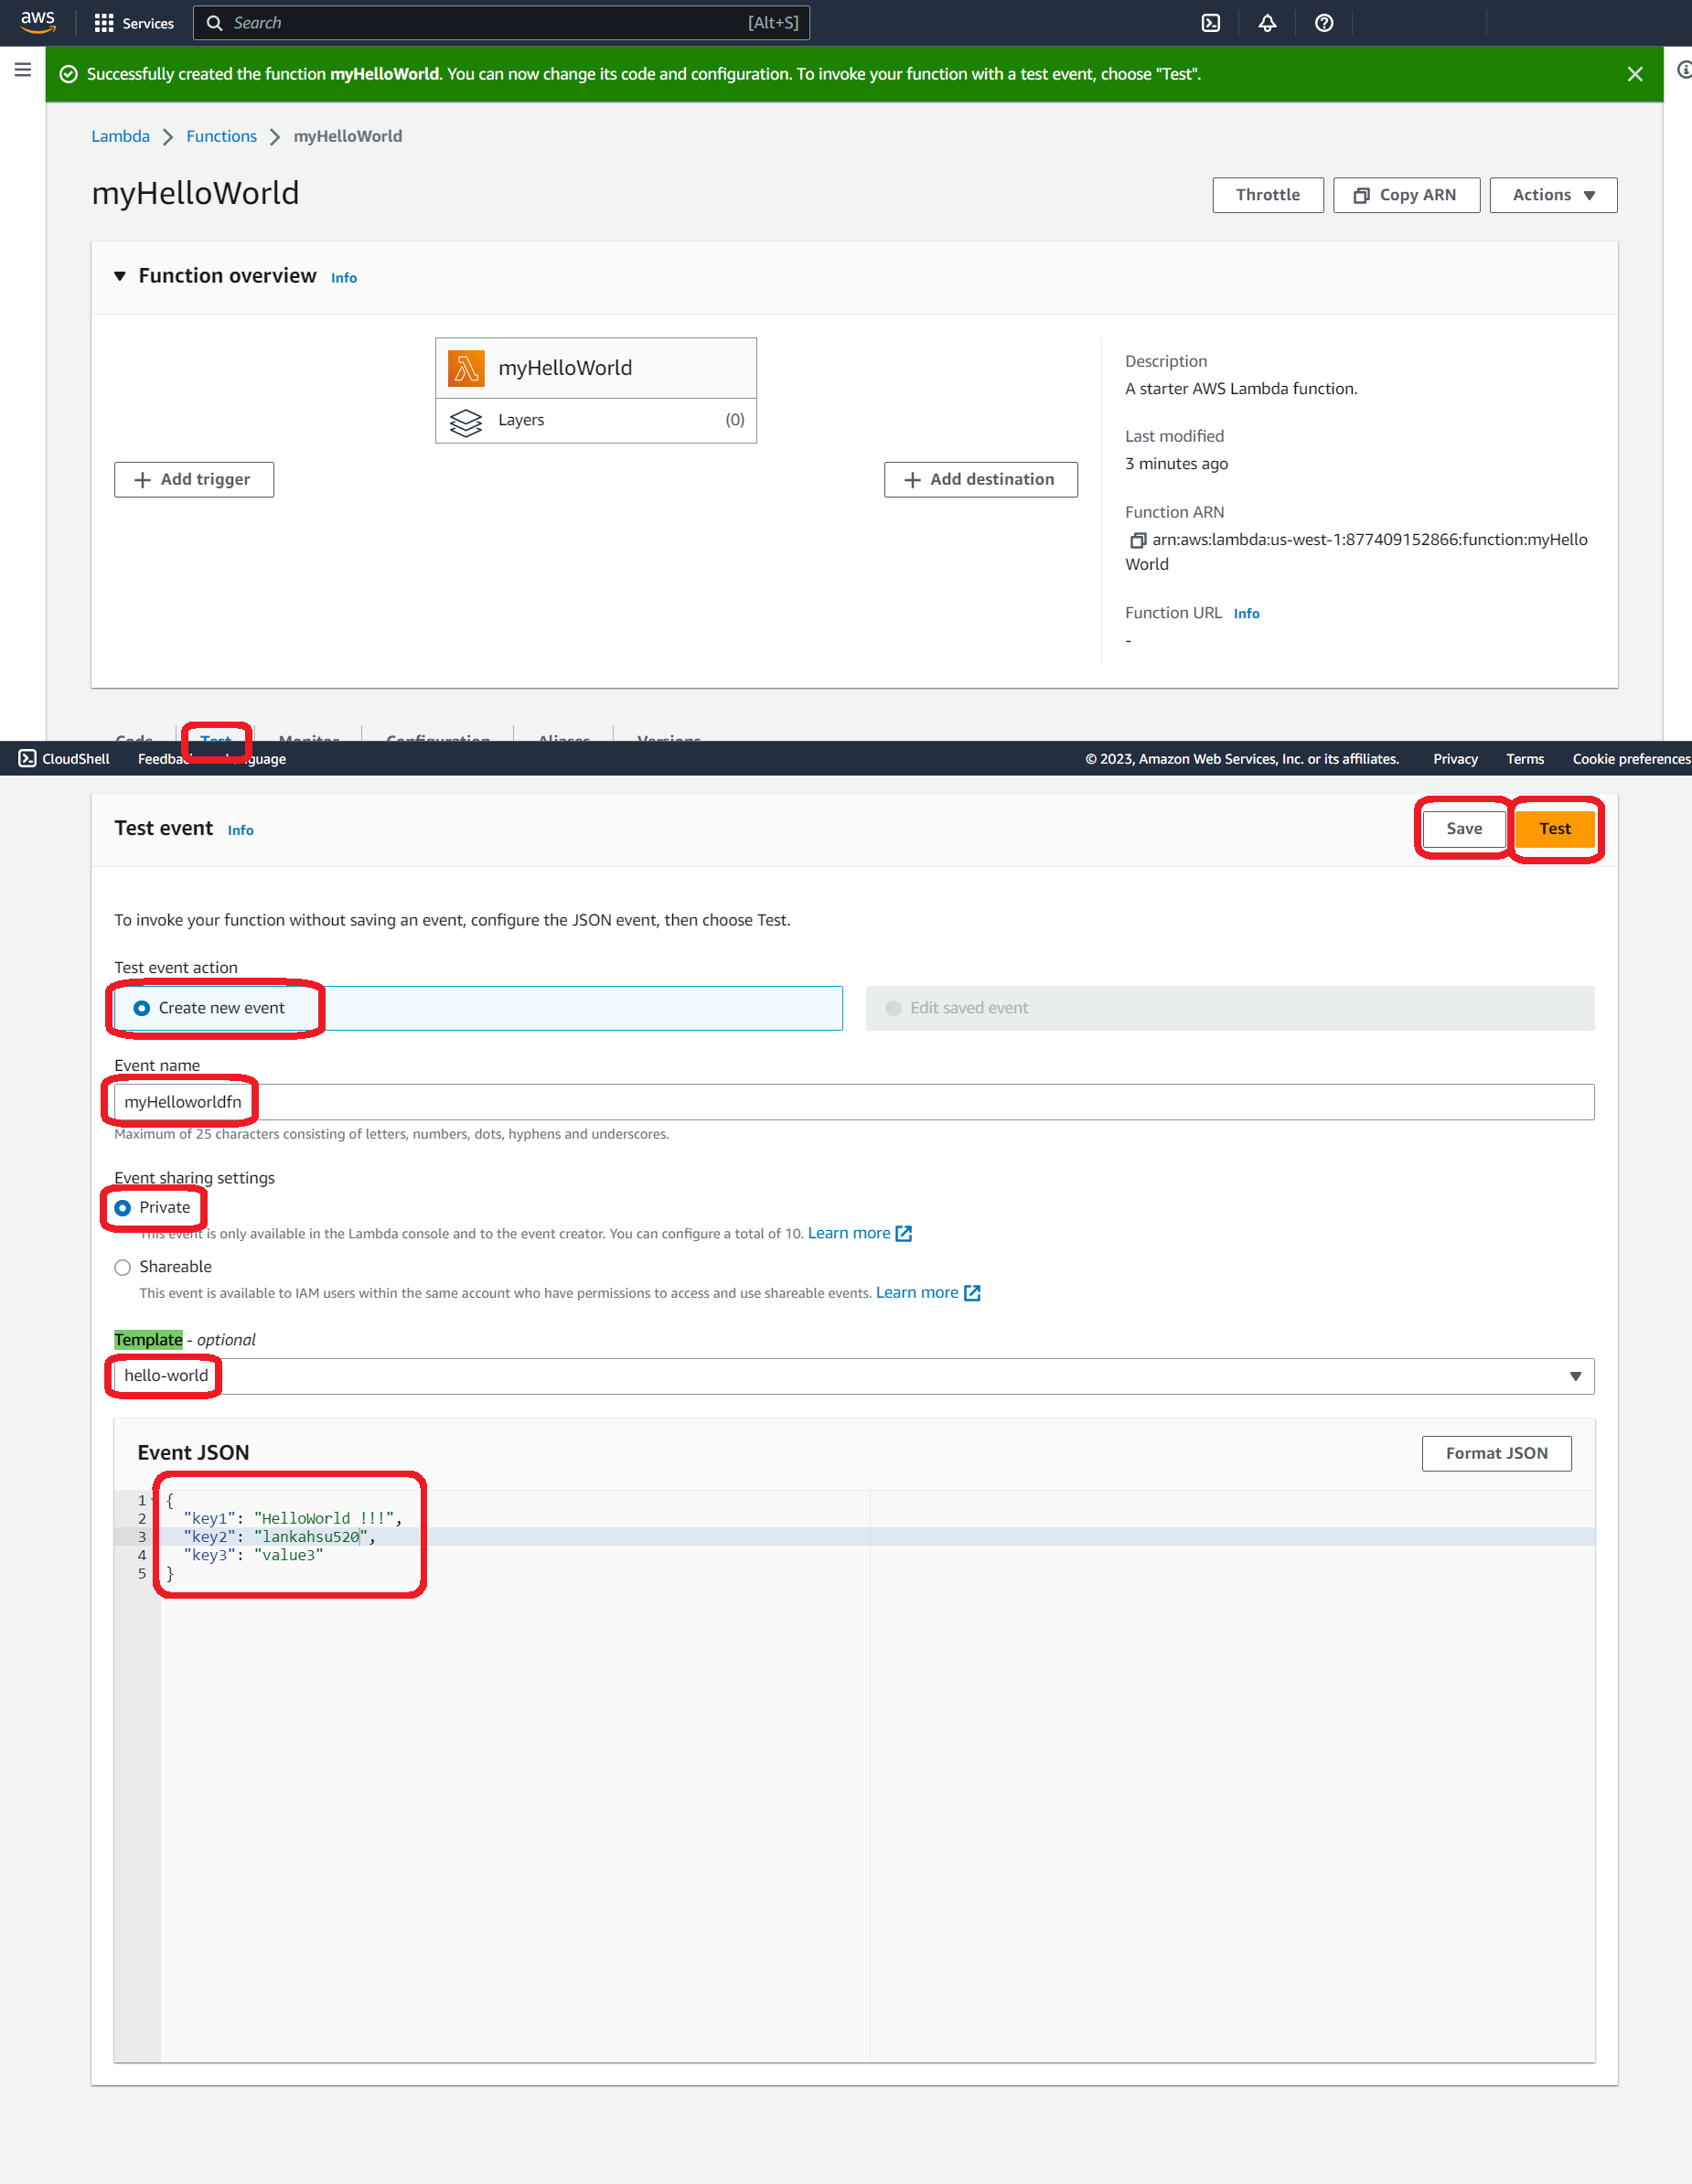 aws Services Search [Alt+S]
Successfully created the function myHelloWorld. You can now change its code and configuration. To invoke your function with a test event, choose "Test".
Lambda Functions myHelloWorld
myHelloWorld
Throttle Copy ARN Actions
Function overview Info
myHelloWorld
Layers (0)
Add trigger
Add destination
Description
A starter AWS Lambda function.
Last modified
3 minutes ago
Function ARN
arn:aws:lambda:us-west-1:877409152866:function:myHello
World
Function URL Info
-
Code Test Monitor Configuration Aliases Versions
CloudShell © 2023, Amazon Web Services, Inc. or its affiliates. Privacy Terms Cookie preferences
Test event Info Save Test
To invoke your function without saving an event, configure the JSON event, then choose Test.
Test event action
Create new event Edit saved event
Event name
myHelloworldfn
Maximum of 25 characters consisting of letters, numbers, dots, hyphens and underscores.
Event sharing settings
Private
This event is only available in the Lambda console and to the event creator. You can configure a total of 10. Learn more
Shareable
This event is available to IAM users within the same account who have permissions to access and use shareable events. Learn more
Template - optional
hello-world
Event JSON Format JSON
1 {
2 "key1": "HelloWorld !!!",
3 "key2": "lankahsu520",
4 "key3": "value3"
5 }